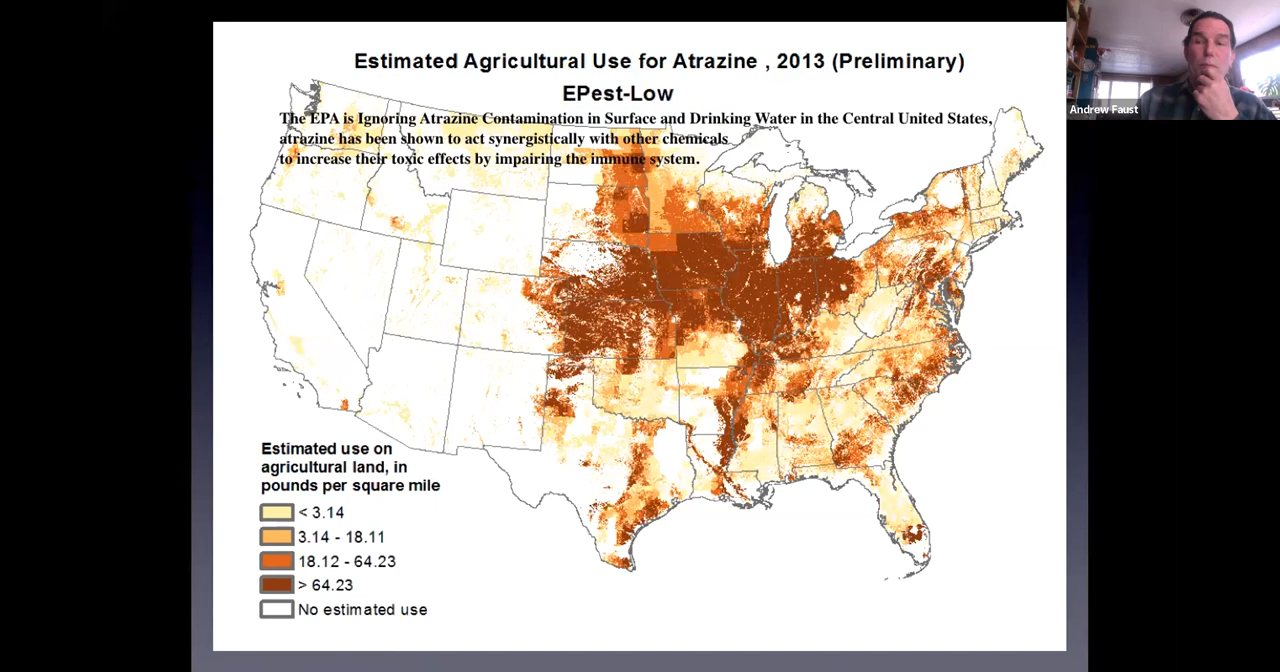 Estimated Agricultural Use for Atrazine , 2013 (Preliminary)
EPest-Low
The EPA is Ignoring Atrazine Contamination in Surface and Drinking Water in the Central United States,
atrazine has been shown to act synergistically with other chemicals
to increase their toxic effects by impairing the immune system.
Andrew Faust
Estimated use on
agricultural land, in
pounds per square mile
< 3.14
3.14 - 18.11
18.12 - 64.23
> 64.23
No estimated use